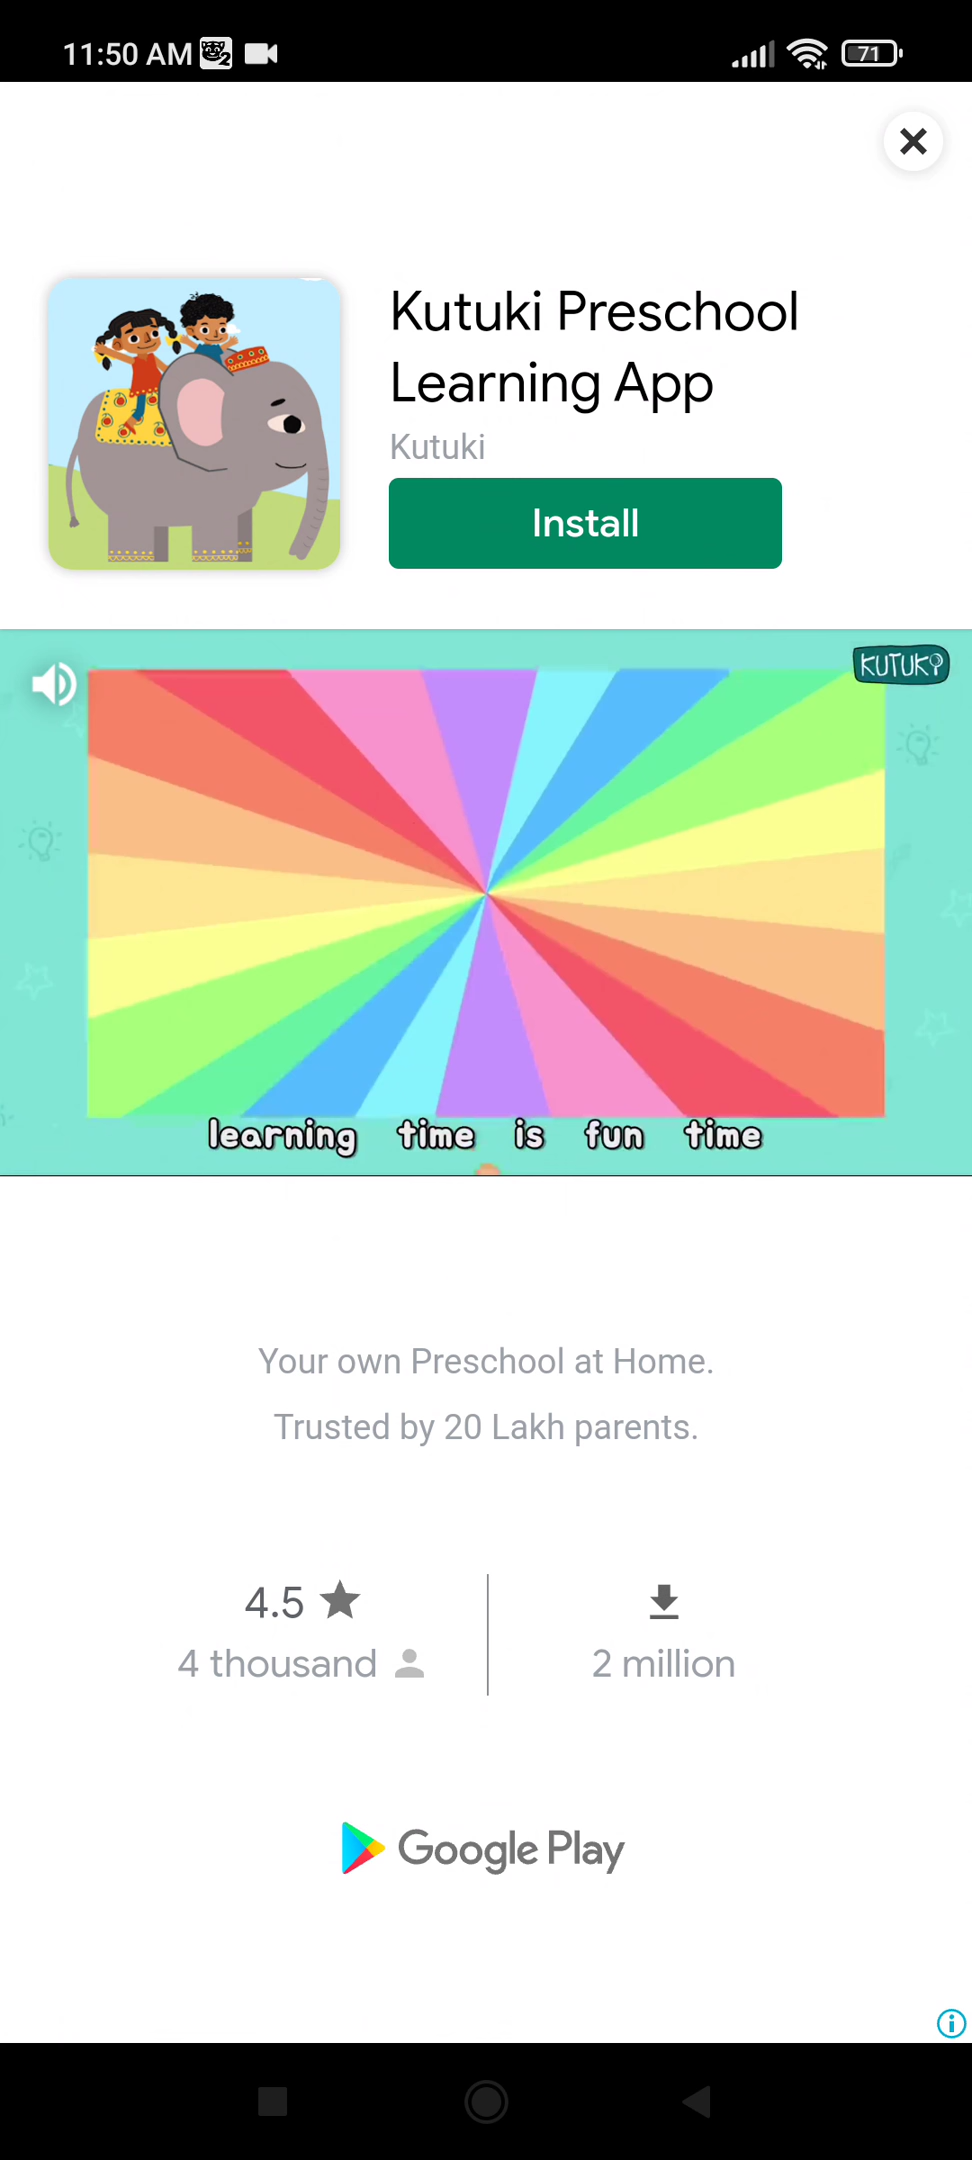 11:50 AM
71
Kutuki Preschool
Learning App
Kutuki
Install
KUTUKI
learning time is fun time
Your own Preschool at Home.
Trusted by 20 Lakh parents.
4.5
4 thousand
2 million
Google Play